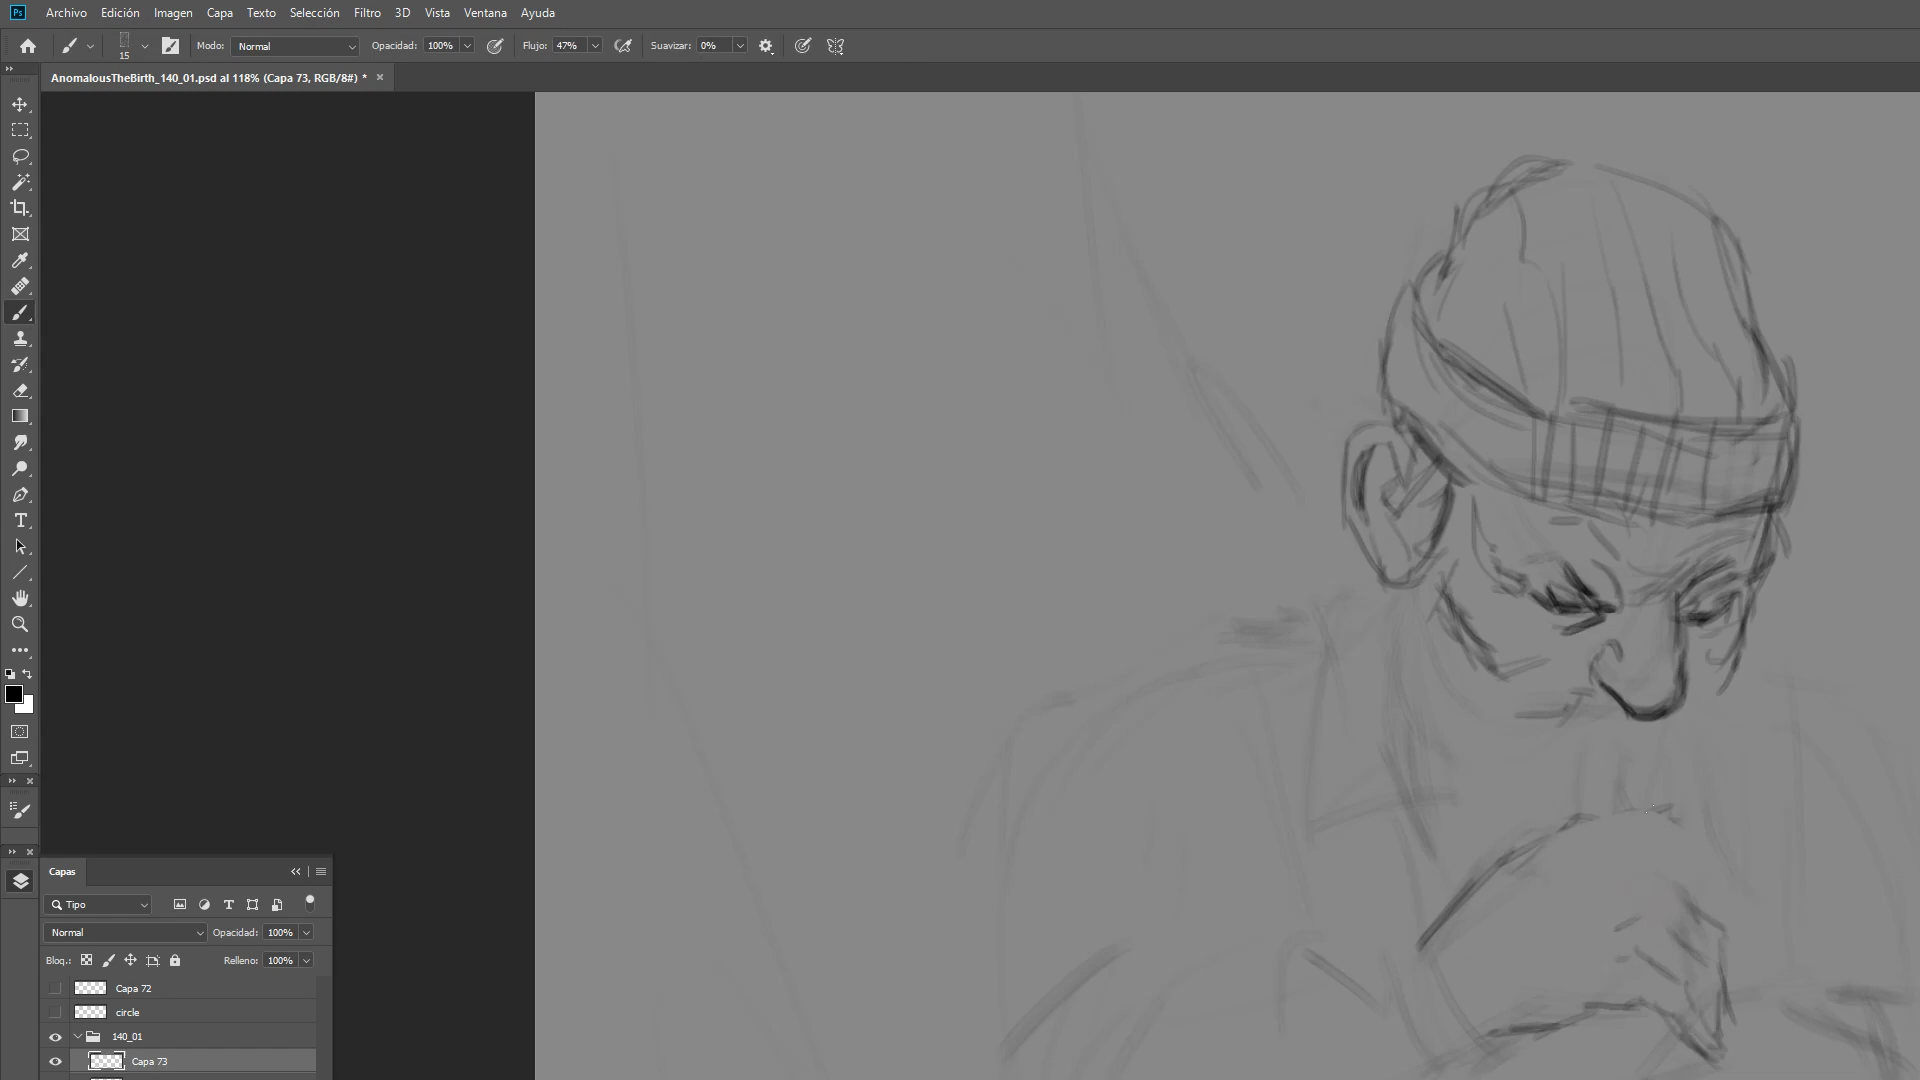 Ps Archivo Edición Imagen Capa Texto Selección Filtro 3D Vista Ventana Ayuda
15 Modo: Normal Opacidad: 100% Flujo: 47% Suavizar: 0%
AnomalousTheBirth_140_01.psd al 118% (Capa 73, RGB/8#) *
Capas
Tipo
Normal Opacidad: 100%
Bloq.: Relleno: 100%
Capa 72
circle
140_01
Capa 73